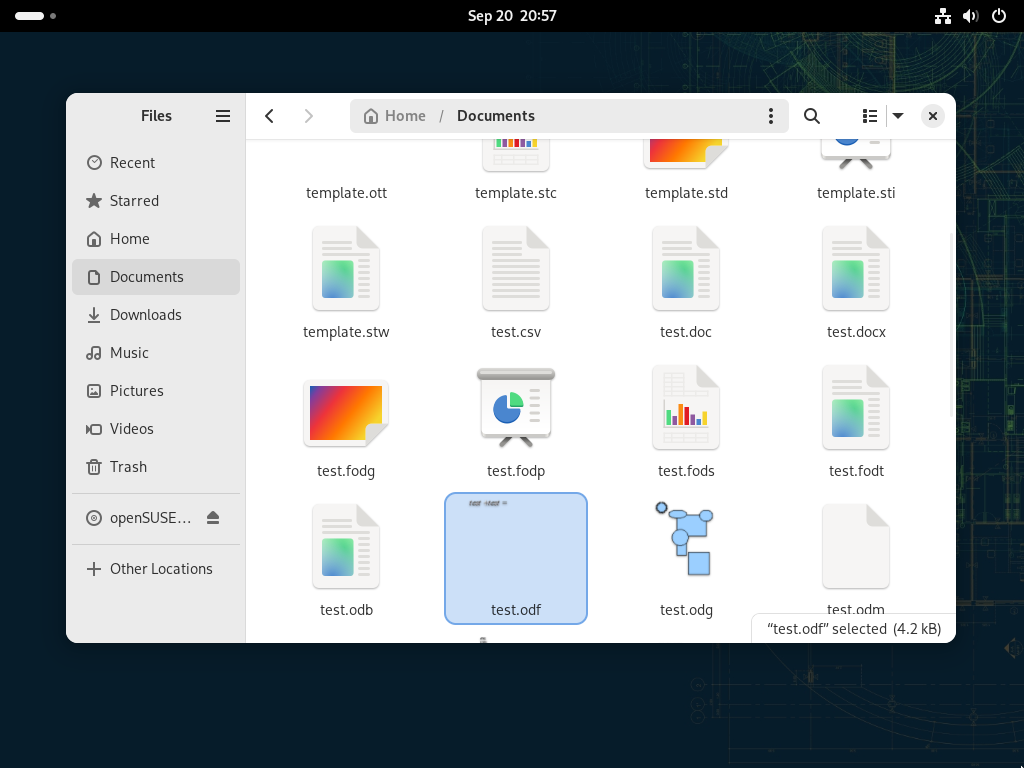 Sep 20 20:57
Files
Home / Documents
Recent
Starred
Home
Documents
Downloads
Music
Pictures
Videos
Trash
openSUSE...
Other Locations
template.ott
template.stc
template.std
template.sti
template.stw
test.csv
test.doc
test.docx
test.fodg
test.fodp
test.fods
test.fodt
test.odb
test.odf
test.odg
test.odm
“test.odf” selected (4.2 kB)